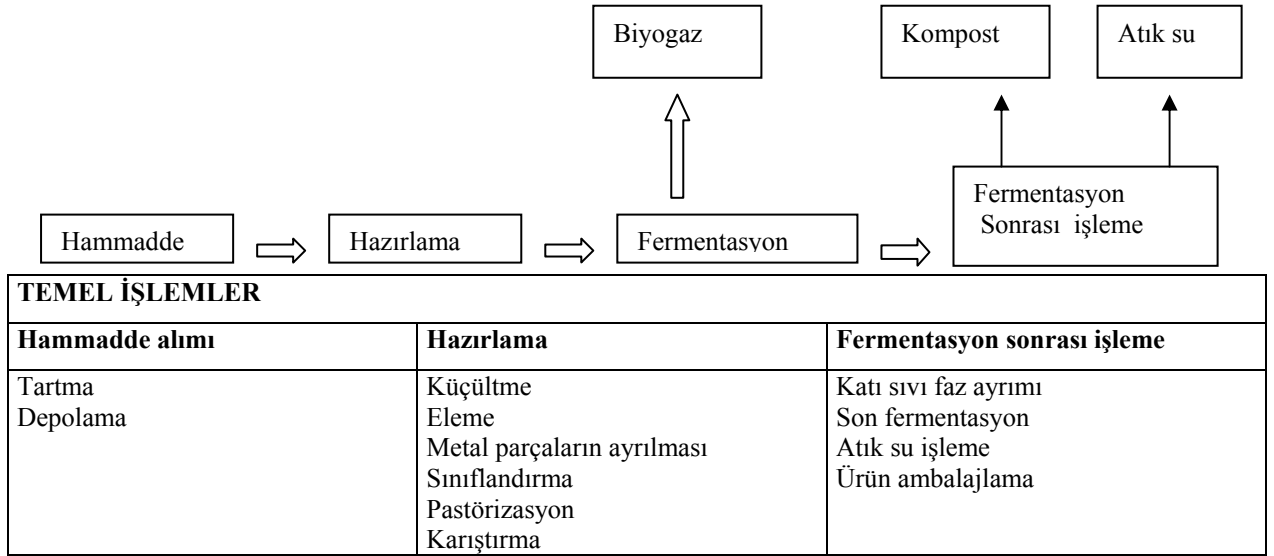 Biyogaz
Kompost
Atık su
Fermentasyon
Sonrası işleme
Hammadde
Hazırlama
Fermentasyon
TEMEL İŞLEMLER
Hammadde alımı
Hazırlama
Fermentasyon sonrası işleme
Tartma
Depolama
Küçültme
Eleme
Metal parçaların ayrılması
Sınıflandırma
Pastörizasyon
Karıştırma
Katı sıvı faz ayrımı
Son fermentasyon
Atık su işleme
Ürün ambalajlama